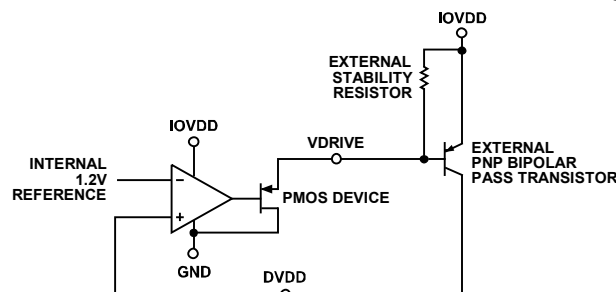 IOVDD
EXTERNAL
STABILITY
RESISTOR
IOVDD
VDRIVE
EXTERNAL
PNP BIPOLAR
PASS TRANSISTOR
INTERNAL
1.2V
REFERENCE
−
+
PMOS DEVICE
GND
DVDD